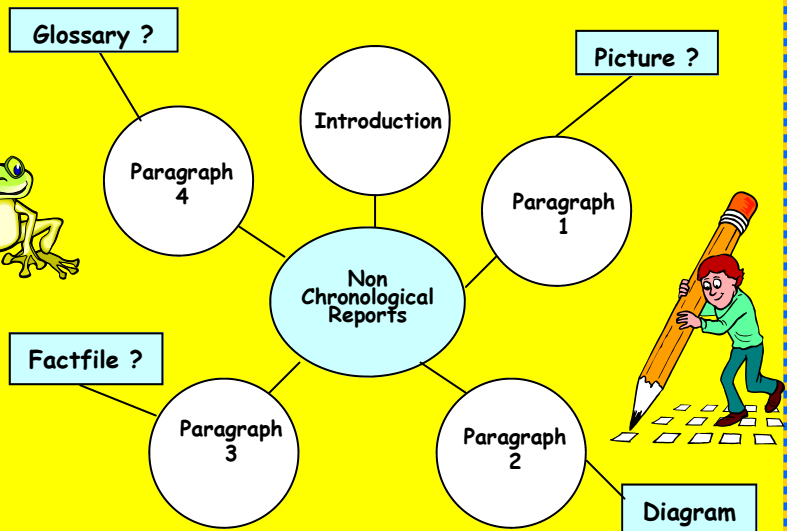 Glossary ?
Picture ?
Introduction
Paragraph
4
Paragraph
1
Non
Chronological
Reports
Factfile ?
Paragraph
3
Paragraph
2
Diagram